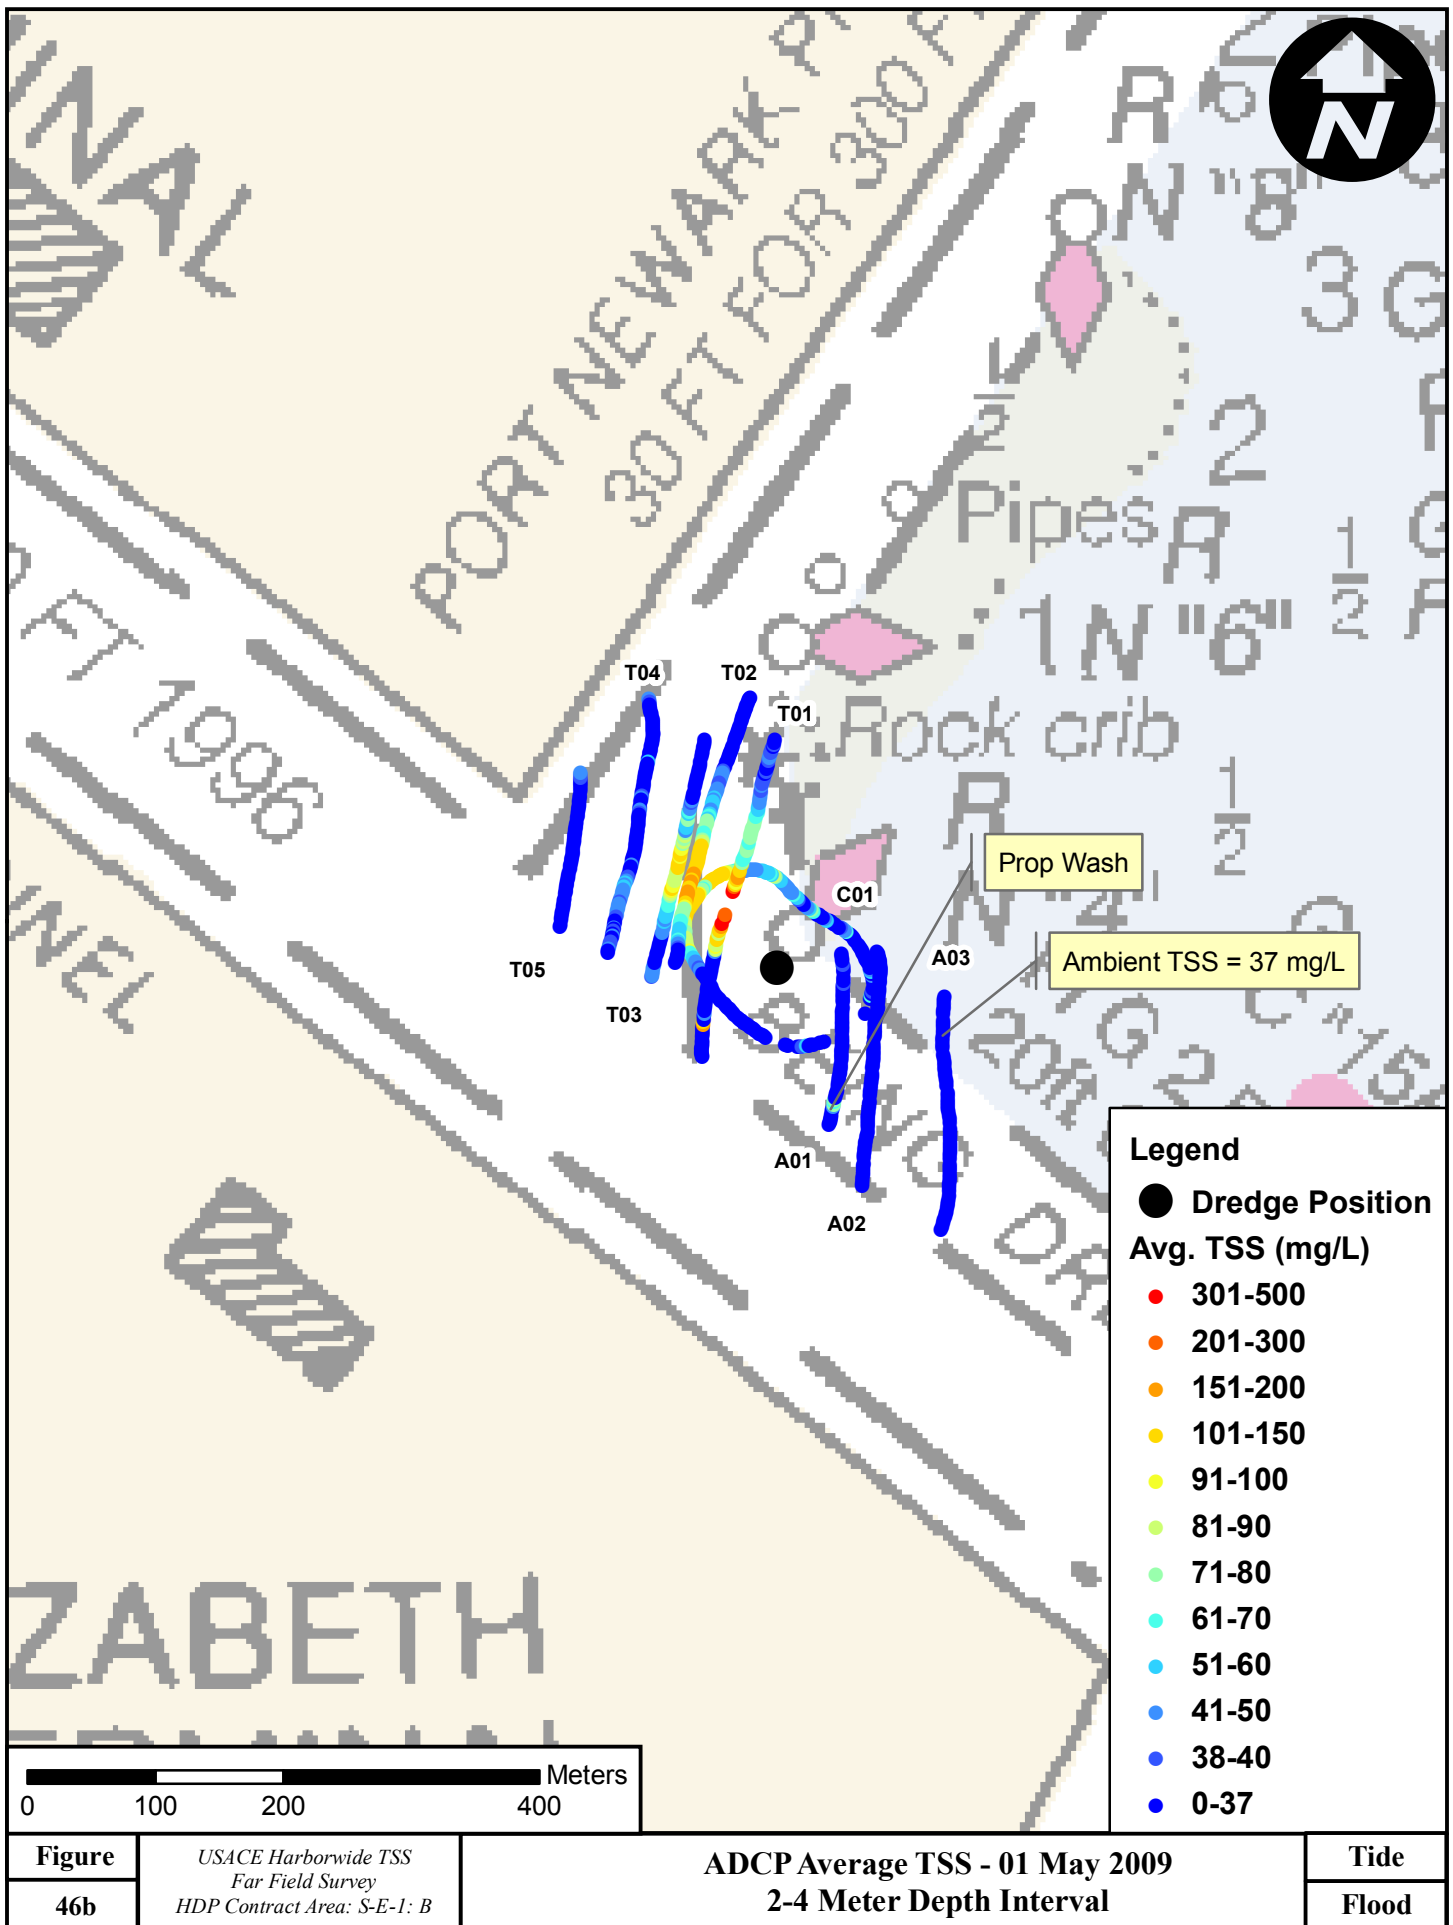 N
INAL
PORT NEWARK PI
30 FT FOR 300 F
R
N "8"
3 G
1/2
2
Pipes
R
1/2
1 N "6"
Rock crib
R
1/2
N "4"
FT 1996
NNEL
T04
T02
T01
Prop Wash
C01
A03
Ambient TSS = 37 mg/L
T05
T03
20ft
A01
A02
ZABETH
Legend
Dredge Position
Avg. TSS (mg/L)
301-500
201-300
151-200
101-150
91-100
81-90
71-80
61-70
51-60
41-50
38-40
0-37
Meters
0 100 200 400
Figure
46b
USACE Harborwide TSS
Far Field Survey
HDP Contract Area: S-E-1: B
ADCP Average TSS - 01 May 2009
2-4 Meter Depth Interval
Tide
Flood